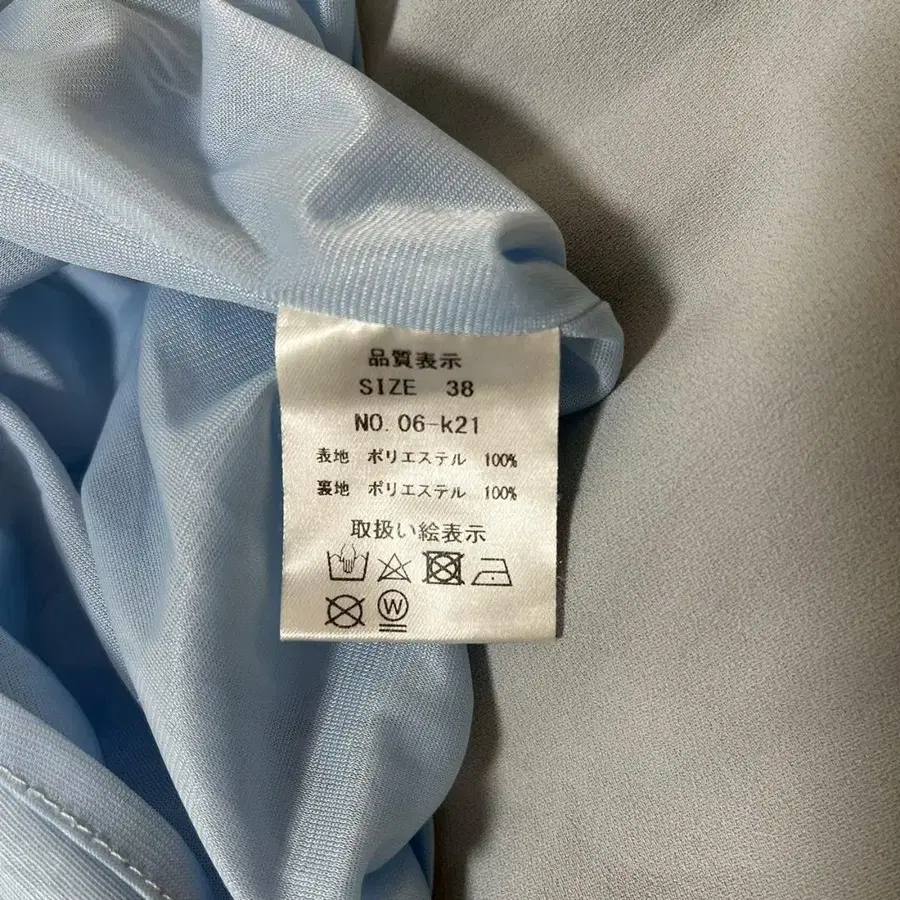 品質表示
SIZE 38
NO. 06-k21
表地 ポリエステル 100%
裏地 ポリエステル 100%
取扱い絵表示
W